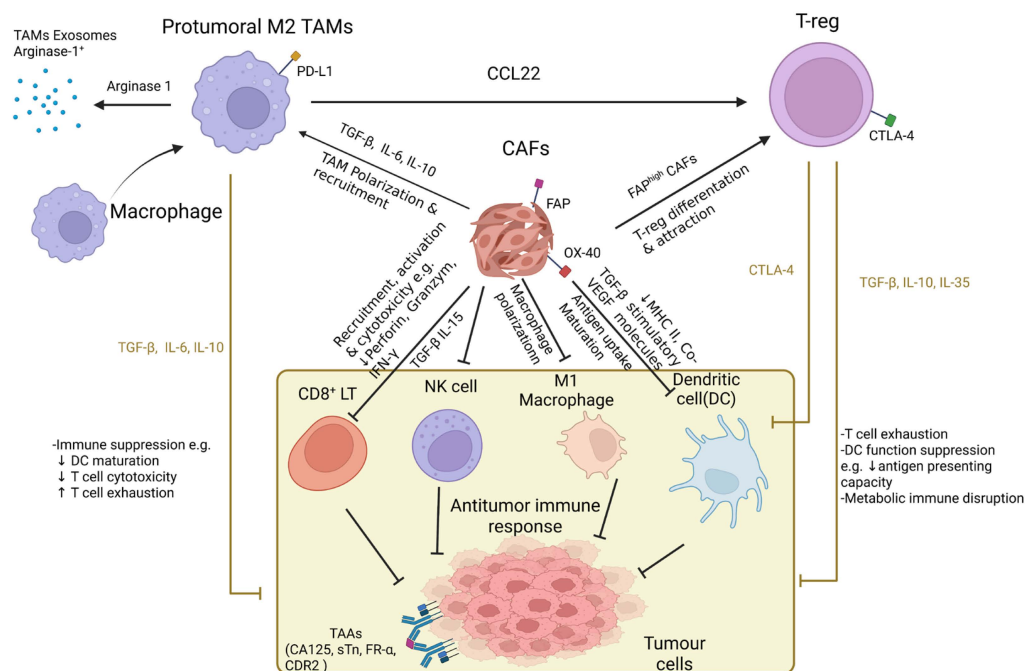 Protumoral M2 TAMs
T-reg
TAMs Exosomes
Arginase-1⁺
Arginase 1
PD-L1
CCL22
CTLA-4
Macrophage
TGF-β, IL-6, IL-10
TAM Polarization &
recruitment
CAFs
FAP
OX-40
FAPʰⁱᵍʰ CAFs
T-reg differentation
& attraction
CTLA-4
TGF-β, IL-10, IL-35
TGF-β, IL-6, IL-10
Recruitment, activation
& cytotoxicity e.g.
↓Perforin, Granzym,
IFN-γ
TGF-β IL-15
Macrophage
polarizationn
Antigen uptake
Maturation
TGF-β stimulatory
VEGF molecules
↓MHC II, Co-
CD8⁺ LT
NK cell
M1
Macrophage
Dendritic
cell(DC)
-Immune suppression e.g.
↓ DC maturation
↓ T cell cytotoxicity
↑ T cell exhaustion
-T cell exhaustion
-DC function suppression
e.g. ↓antigen presenting
capacity
-Metabolic immune disruption
Antitumor immune
response
TAAs
(CA125, sTn, FR-α,
CDR2 )
Tumour
cells